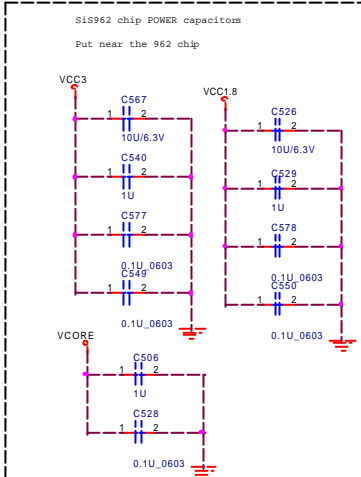 SiS962 chip POWER capacitors
Put near the 962 chip
VCC3
C567
1 2
10U/6.3V
C540
1 2
1U
C577
1 2
0.1U_0603
C549
1 2
0.1U_0603
VCC1.8
C526
1 2
10U/6.3V
C529
1 2
1U
C578
1 2
0.1U_0603
C550
1 2
0.1U_0603
VCORE
C506
1 2
1U
C528
1 2
0.1U_0603